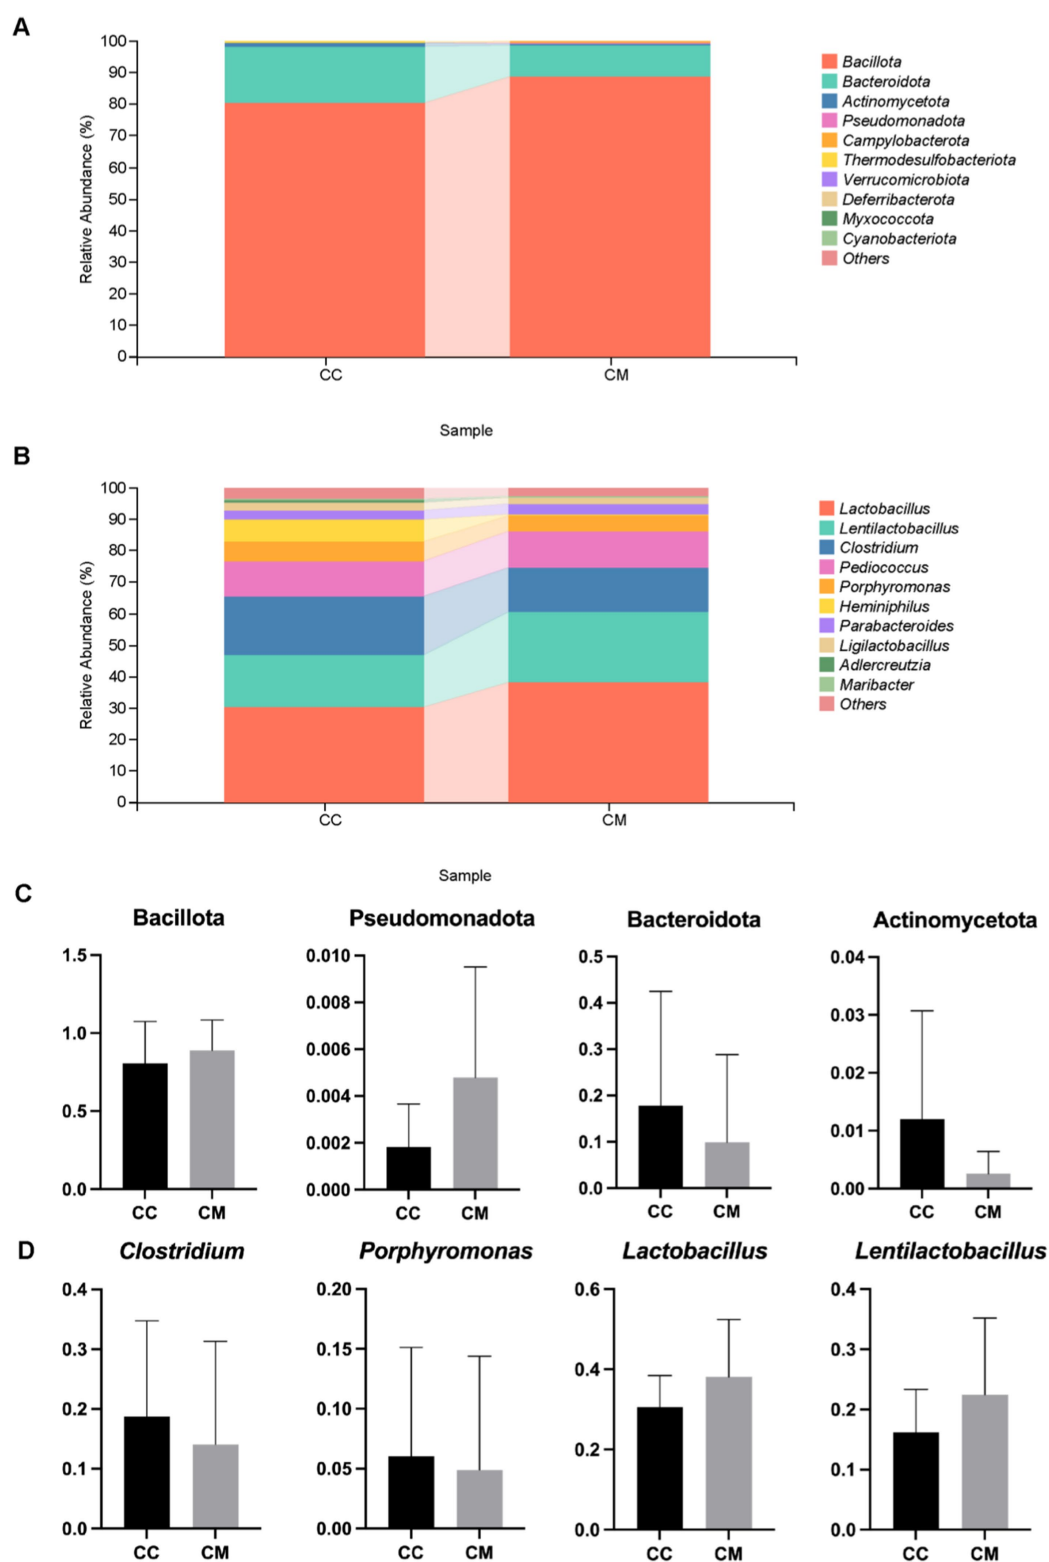 A
100
90
80
70
60
50
40
30
20
10
0
Relative Abundance (%)
CC CM
Sample
Bacillota
Bacteroidota
Actinomycetota
Pseudomonadota
Campylobacterota
Thermodesulfobacteriota
Verrucomicrobiota
Deferribacterota
Myxococcota
Cyanobacteriota
Others
B
100
90
80
70
60
50
40
30
20
10
0
Relative Abundance (%)
CC CM
Sample
Lactobacillus
Lentilactobacillus
Clostridium
Pediococcus
Porphyromonas
Heminiphilus
Parabacteroides
Ligilactobacillus
Adlercreutzia
Maribacter
Others
C
Bacillota
1.5
1.0
0.5
0.0
CC CM
Pseudomonadota
0.010
0.008
0.006
0.004
0.002
0.000
CC CM
Bacteroidota
0.5
0.4
0.3
0.2
0.1
0.0
CC CM
Actinomycetota
0.04
0.03
0.02
0.01
0.00
CC CM
D
Clostridium
0.4
0.3
0.2
0.1
0.0
CC CM
Porphyromonas
0.20
0.15
0.10
0.05
0.00
CC CM
Lactobacillus
0.6
0.4
0.2
0.0
CC CM
Lentilactobacillus
0.4
0.3
0.2
0.1
0.0
CC CM